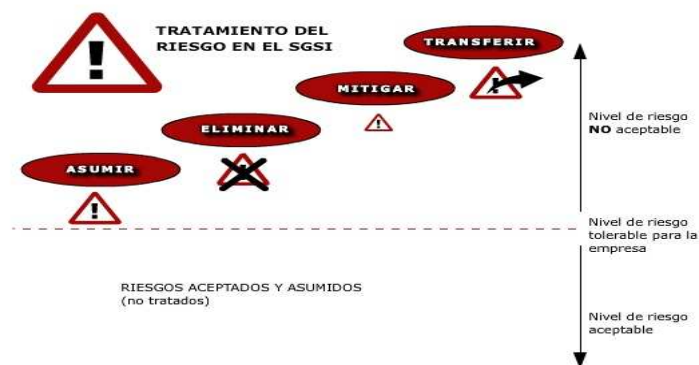 TRATAMIENTO DEL
RIESGO EN EL SGSI
TRANSFERIR
MITIGAR
ELIMINAR
ASUMIR
Nivel de riesgo
NO aceptable
Nivel de riesgo
tolerable para la
empresa
RIESGOS ACEPTADOS Y ASUMIDOS
(no tratados)
Nivel de riesgo
aceptable